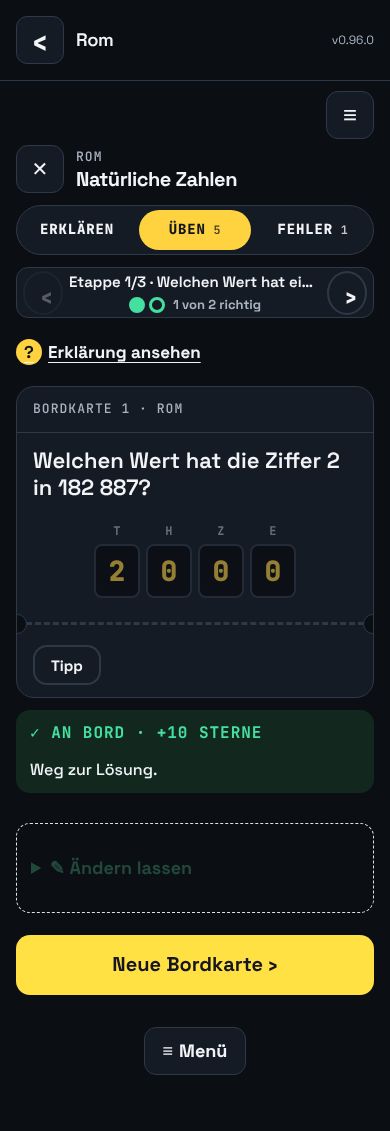 < Rom v0.96.0
≡
✕ ROM
Natürliche Zahlen
ERKLÄREN ÜBEN 5 FEHLER 1
< Etappe 1/3 · Welchen Wert hat ei… >
1 von 2 richtig
? Erklärung ansehen
BORDKARTE 1 · ROM
Welchen Wert hat die Ziffer 2
in 182 887?
T H Z E
2 0 0 0
Tipp
✓ AN BORD · +10 STERNE
Weg zur Lösung.
▶ ✎ Ändern lassen
Neue Bordkarte >
≡ Menü